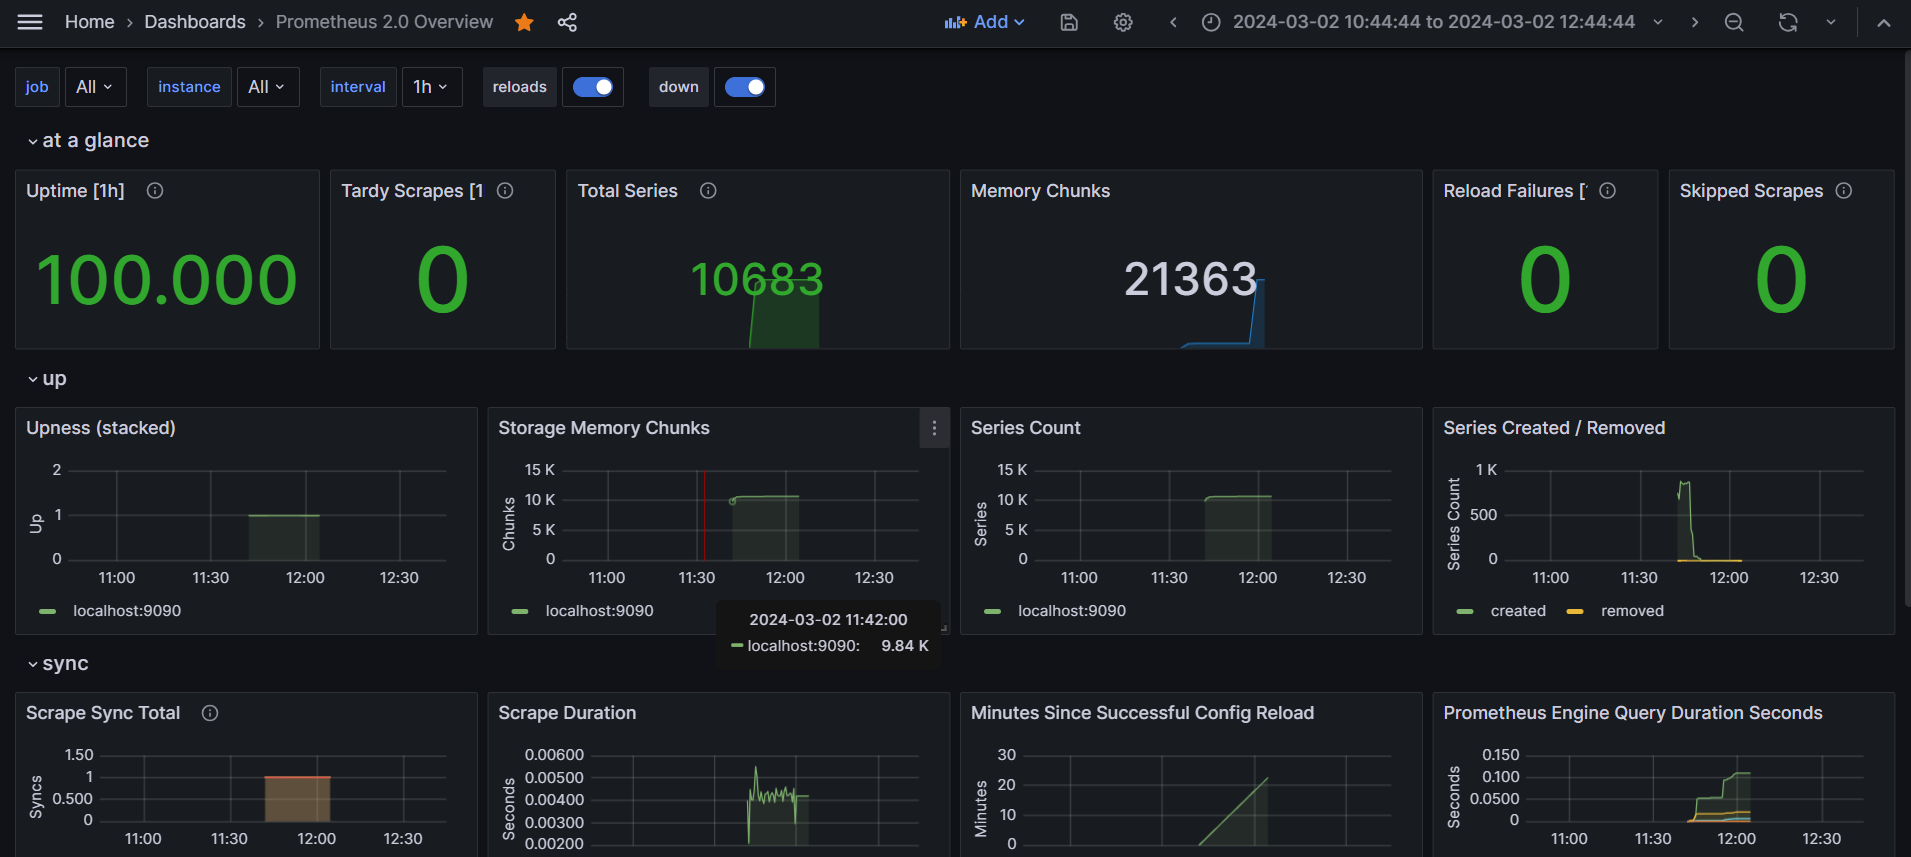 Home › Dashboards › Prometheus 2.0 Overview Add 2024-03-02 10:44:44 to 2024-03-02 12:44:44
job All instance All interval 1h reloads down
at a glance
Uptime [1h] Tardy Scrapes [1 Total Series Memory Chunks Reload Failures [ Skipped Scrapes
100.000 0 10683 21363 0 0
up
Upness (stacked)
2
1
0
Up
11:00 11:30 12:00 12:30
localhost:9090
Storage Memory Chunks
15 K
10 K
5 K
0
Chunks
11:00 11:30 12:00 12:30
localhost:9090
2024-03-02 11:42:00
localhost:9090: 9.84 K
Series Count
15 K
10 K
5 K
0
Series
11:00 11:30 12:00 12:30
localhost:9090
Series Created / Removed
1 K
500
0
Series Count
11:00 11:30 12:00 12:30
created removed
sync
Scrape Sync Total
1.50
1
0.500
0
Syncs
11:00 11:30 12:00 12:30
Scrape Duration
0.00600
0.00500
0.00400
0.00300
0.00200
Seconds
Minutes Since Successful Config Reload
30
20
10
0
Minutes
Prometheus Engine Query Duration Seconds
0.150
0.100
0.0500
0
Seconds
11:00 11:30 12:00 12:30